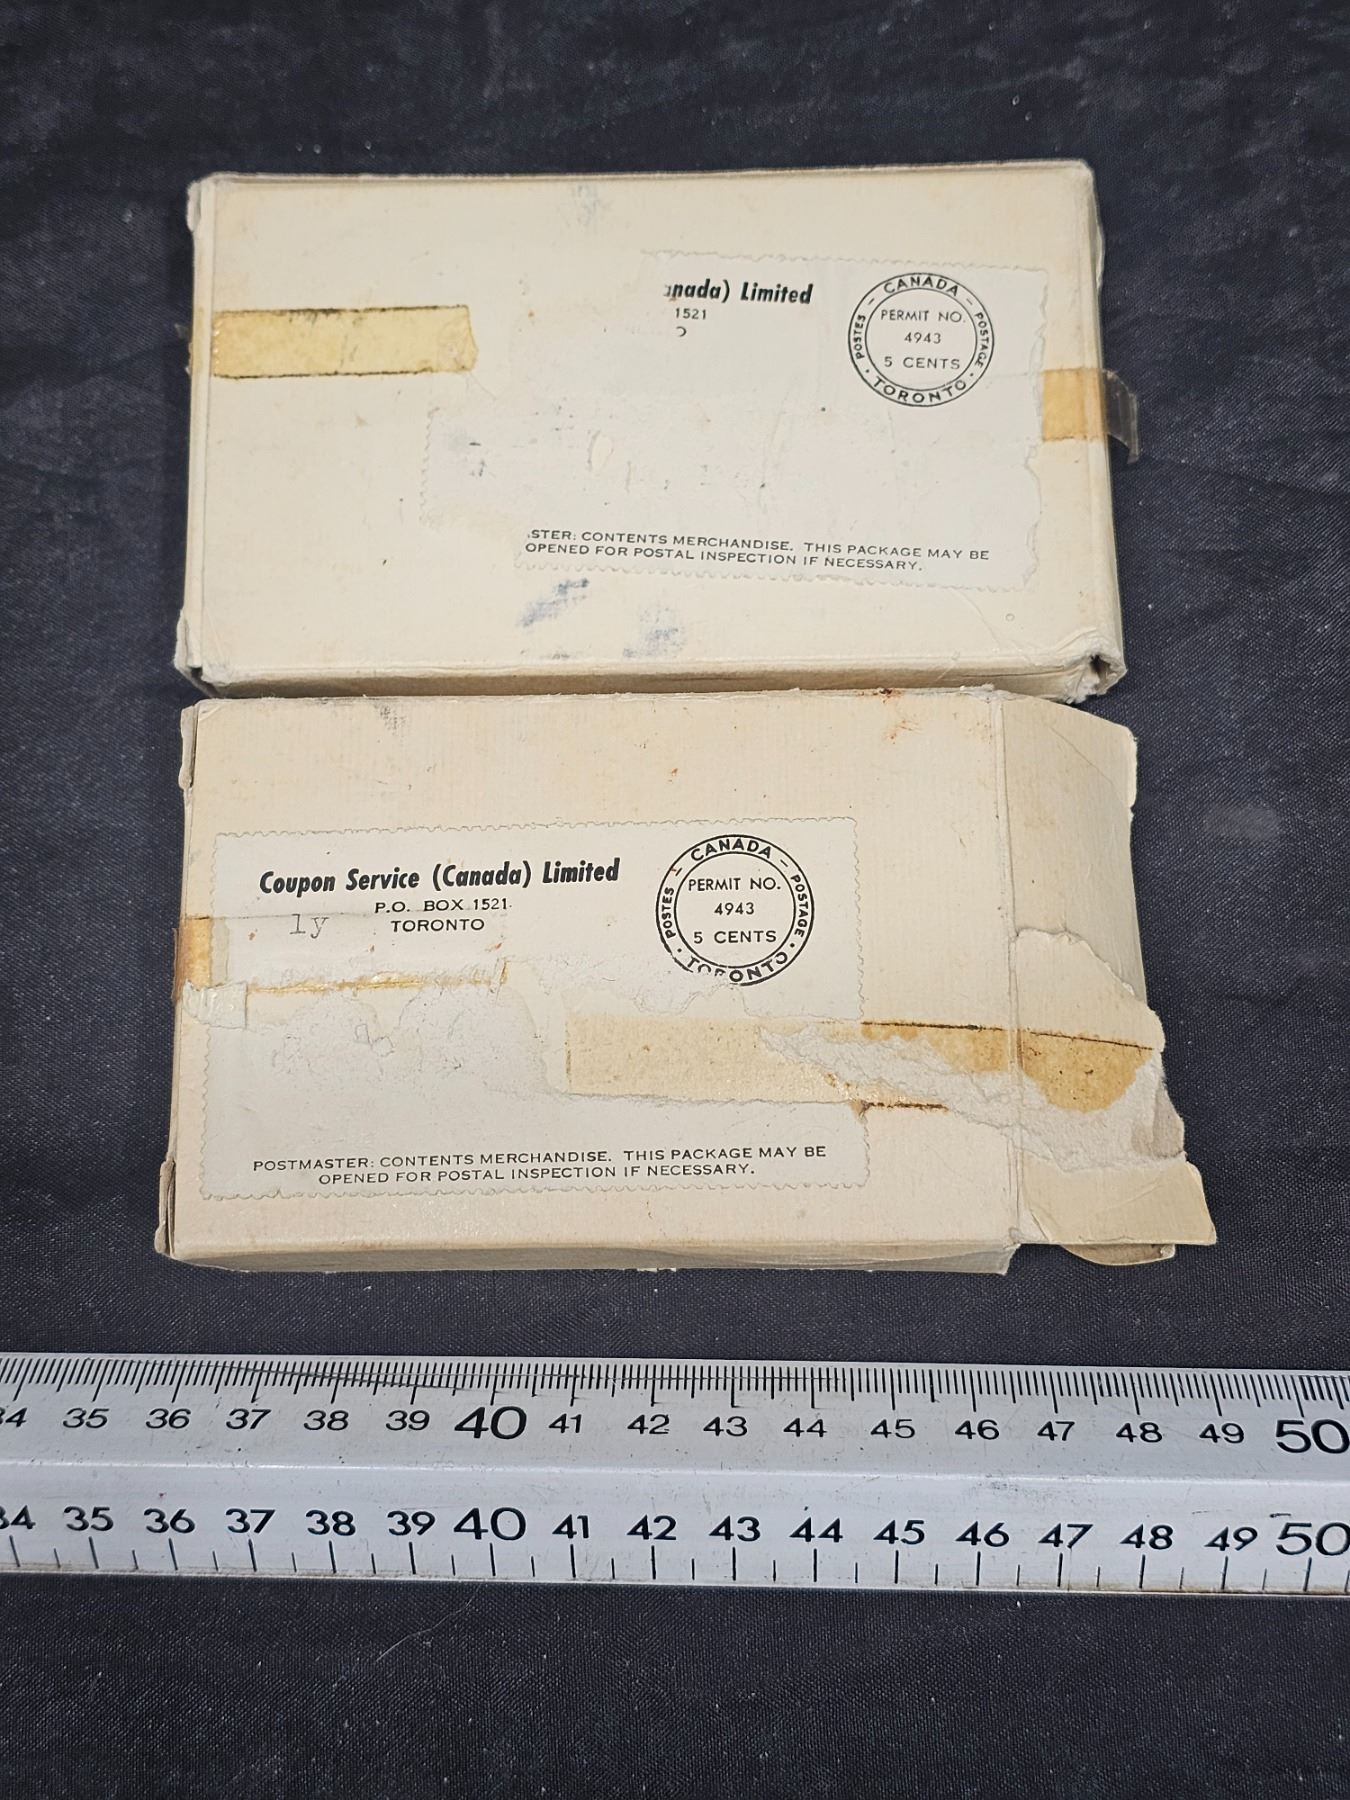 anada) Limited
1521
O
CANADA
POSTES POSTAGE
PERMIT NO.
4943
5 CENTS
TORONTO
STER: CONTENTS MERCHANDISE. THIS PACKAGE MAY BE
OPENED FOR POSTAL INSPECTION IF NECESSARY.
Coupon Service (Canada) Limited
P.O. BOX 1521
ly TORONTO
CANADA
POSTES POSTAGE
PERMIT NO.
4943
5 CENTS
TORONTO
POSTMASTER: CONTENTS MERCHANDISE. THIS PACKAGE MAY BE
OPENED FOR POSTAL INSPECTION IF NECESSARY.
34 35 36 37 38 39 40 41 42 43 44 45 46 47 48 49 50
34 35 36 37 38 39 40 41 42 43 44 45 46 47 48 49 50